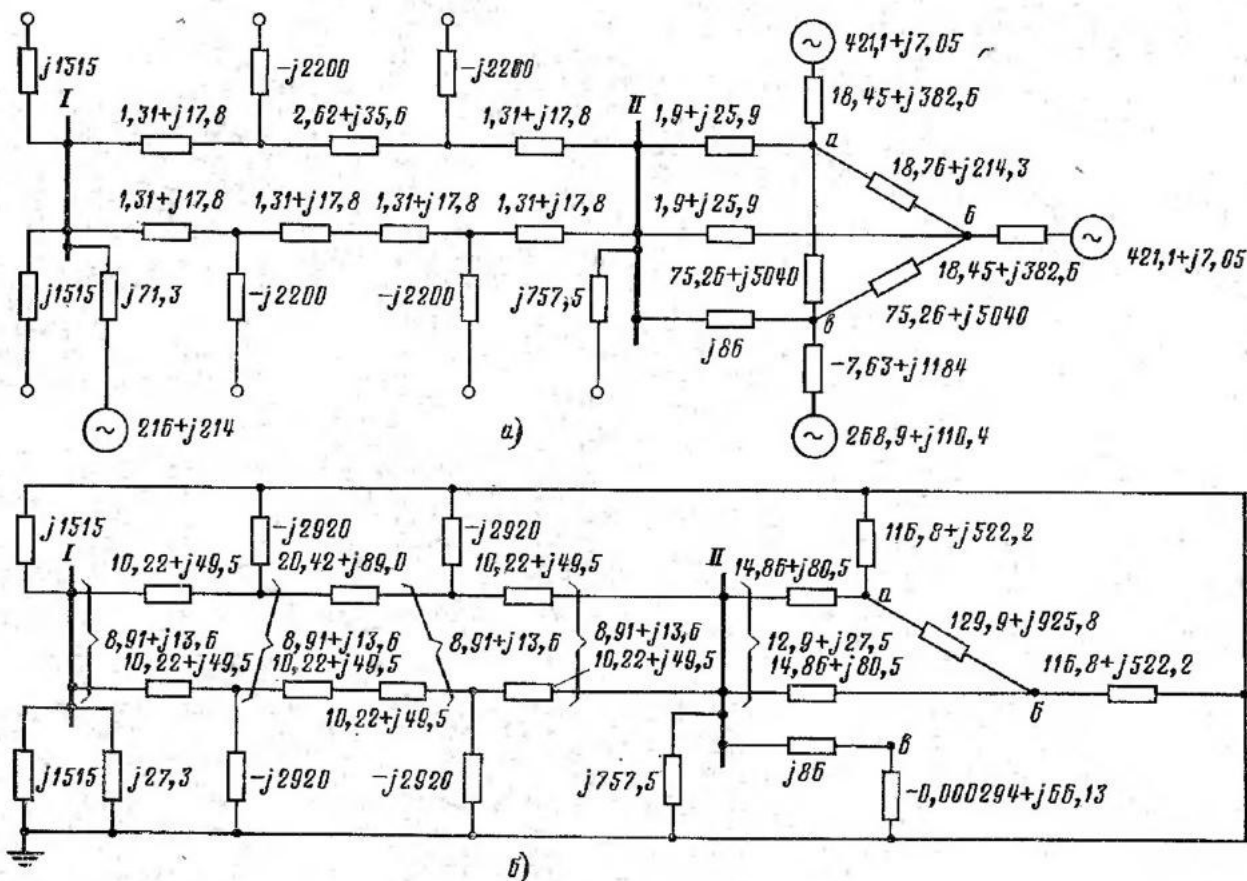 421,1+j7,05
j1515
-j2200
-j2200
18,45+j382,6
I
II
1,31+j17,8
2,62+j35,6
1,31+j17,8
1,9+j25,9
а
18,76+j214,3
1,31+j17,8
1,31+j17,8
1,31+j17,8
1,31+j17,8
1,9+j25,9
б
421,1+j7,05
j1515
j71,3
-j2200
-j2200
j757,5
75,26+j5040
18,45+j382,6
75,26+j5040
в
j86
-7,63+j1184
216+j214
а)
268,9+j110,4
j1515
-j2920
-j2920
116,8+j522,2
I
II
10,22+j49,5
20,42+j89,0
10,22+j49,5
14,86+j80,5
а
129,9+j925,8
8,91+j13,6
8,91+j13,6
8,91+j13,6
8,91+j13,6
12,9+j27,5
116,8+j522,2
10,22+j49,5
10,22+j49,5
10,22+j49,5
14,86+j80,5
10,22+j49,5
б
j1515
j27,3
-j2920
-j2920
j757,5
j86
в
-0,000294+j66,13
б)